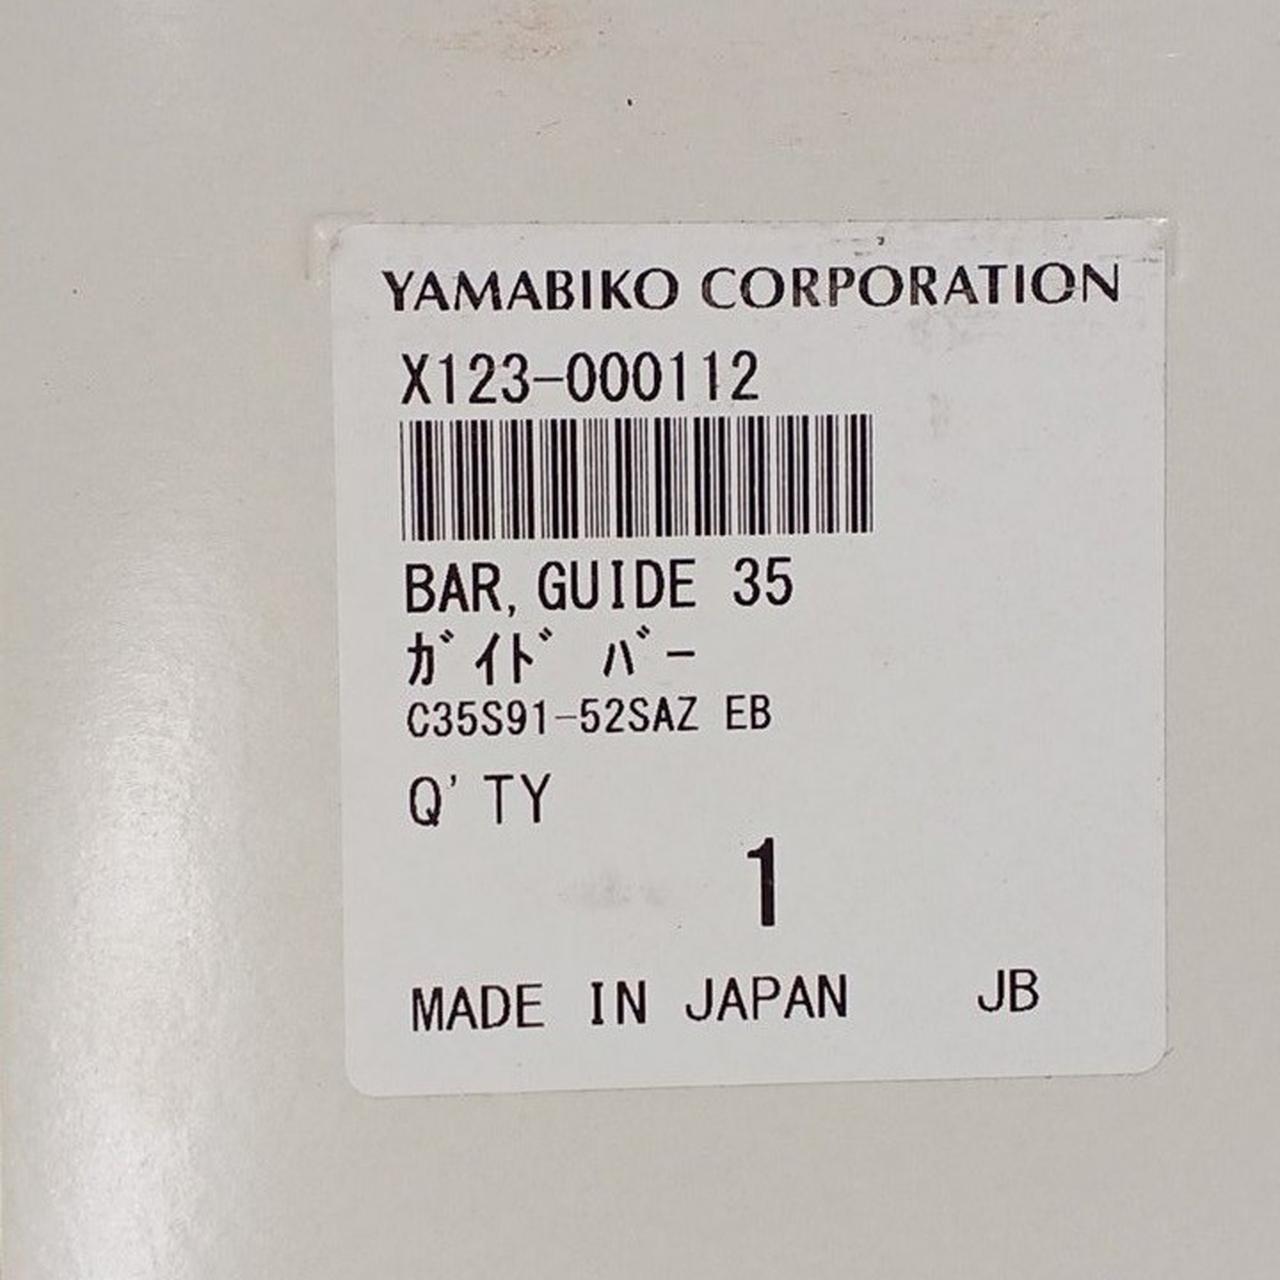 YAMABIKO CORPORATION
X123-000112
BAR, GUIDE 35
ガイド バー
C35S91-52SAZ EB
Q'TY
1
MADE IN JAPAN JB